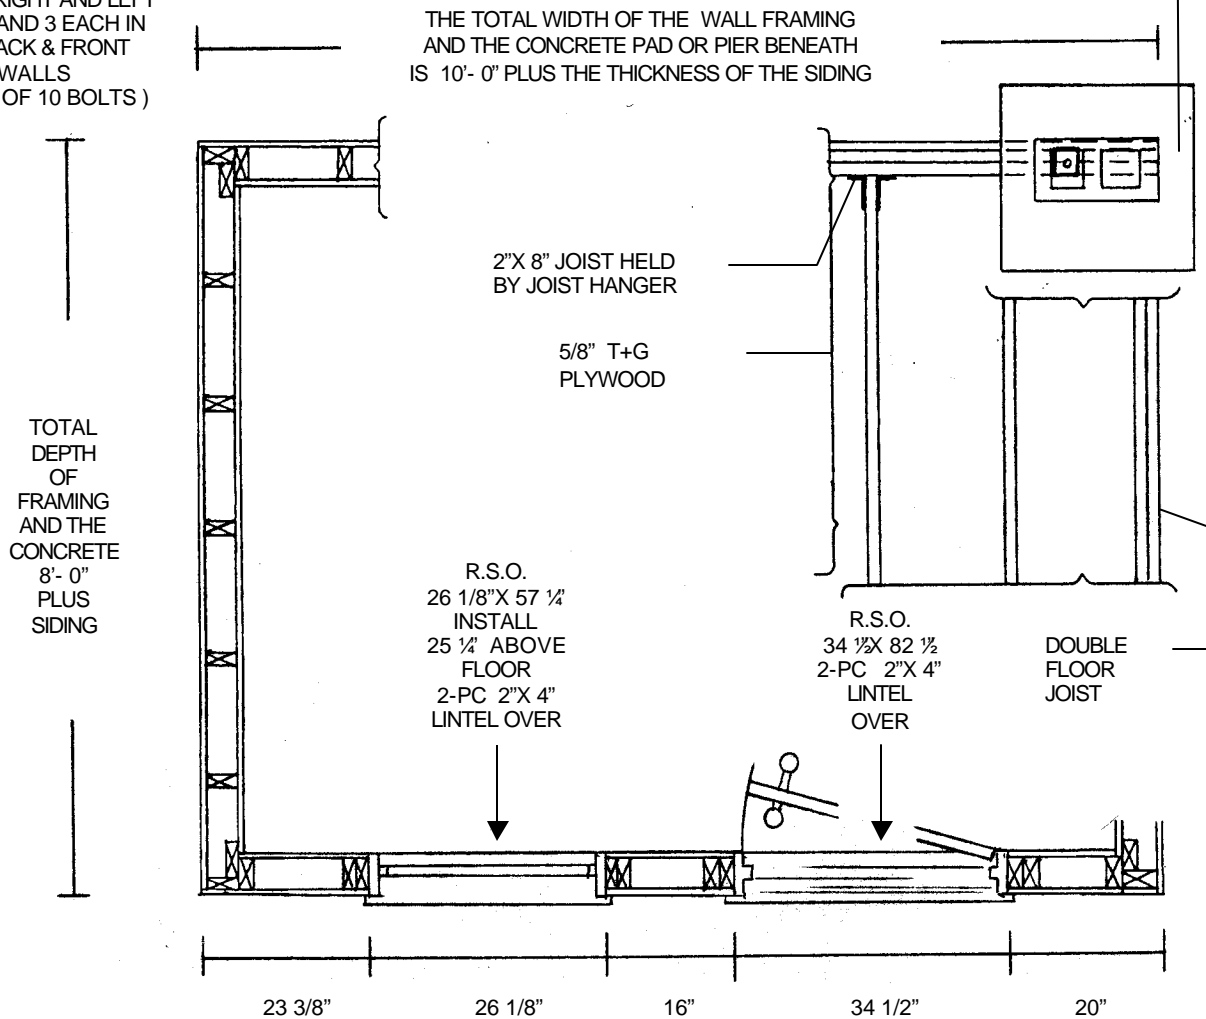 RIGHT AND LEFT
AND 3 EACH IN
ACK & FRONT
WALLS
OF 10 BOLTS )
THE TOTAL WIDTH OF THE WALL FRAMING
AND THE CONCRETE PAD OR PIER BENEATH
IS 10'- 0" PLUS THE THICKNESS OF THE SIDING
2"X 8" JOIST HELD
BY JOIST HANGER
5/8" T+G
PLYWOOD
TOTAL
DEPTH
OF
FRAMING
AND THE
CONCRETE
8'- 0"
PLUS
SIDING
R.S.O.
26 1/8"X 57 ¼"
INSTALL
25 ¼" ABOVE
FLOOR
2-PC 2"X 4"
LINTEL OVER
R.S.O.
34 ½X 82 ½
2-PC 2"X 4"
LINTEL
OVER
DOUBLE
FLOOR
JOIST
23 3/8"
26 1/8"
16"
34 1/2"
20"